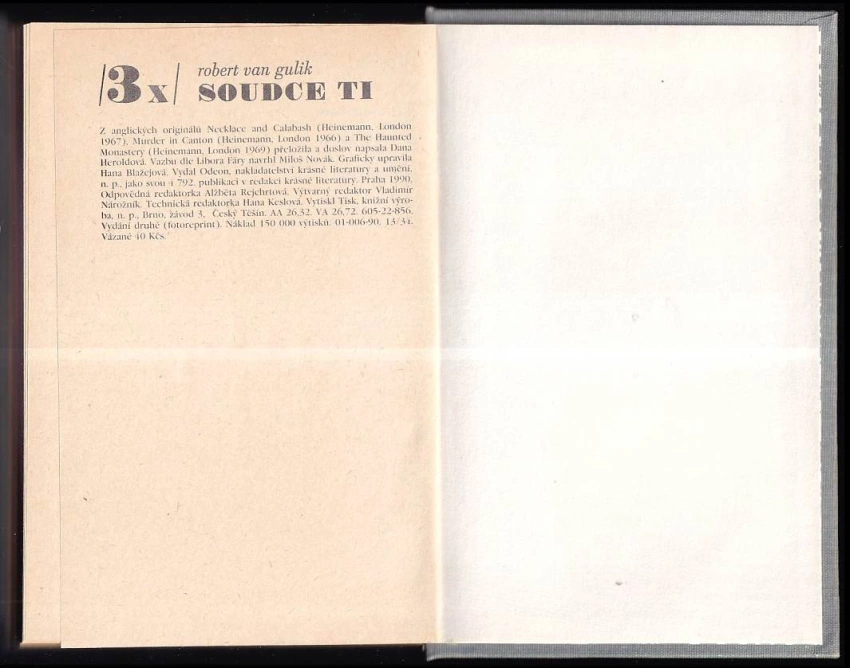 /3x/ robert van gulik
SOUDCE TI
Z anglických originálů Necklace and Calabash (Heinemann, London
1967), Murder in Canton (Heinemann, London 1966) a The Haunted
Monastery (Heinemann, London 1969) přeložila a doslov napsala Dana
Heroldová. Vazbu dle Libora Fáry navrhl Miloš Novák. Graficky upravila
Hana Blažejová. Vydal Odeon, nakladatelství krásné literatury a umění,
n. p., jako svou 4 792. publikaci v redakci krásné literatury. Praha 1990.
Odpovědná redaktorka Alžběta Rejchrtová. Výtvarný redaktor Vladimír
Nárožník. Technická redaktorka Hana Keslová. Vytiskl Tisk, knižní výro-
ba, n. p., Brno, závod 3, Český Těšín. AA 26,32. VA 26,72. 605-22-856.
Vydání druhé (fotoreprint). Náklad 150 000 výtisků. 01-006-90. 13/34.
Vázané 40 Kčs.